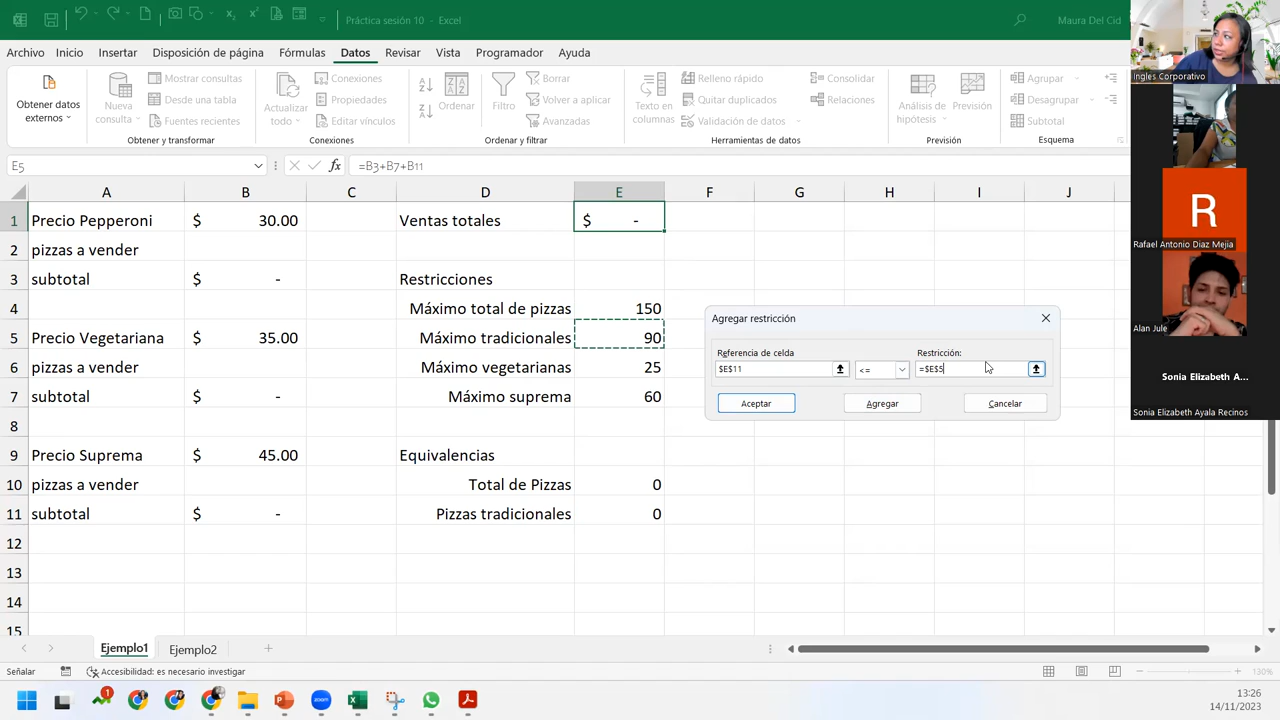 Práctica sesión 10 - Excel
Maura Del Cid
Archivo Inicio Insertar Disposición de página Fórmulas Datos Revisar Vista Programador Ayuda
Obtener datos externos
Nueva consulta
Mostrar consultas
Desde una tabla
Fuentes recientes
Obtener y transformar
Actualizar todo
Conexiones
Propiedades
Editar vínculos
Conexiones
Ordenar
Filtro
Borrar
Volver a aplicar
Avanzadas
Ordenar y filtrar
Texto en columnas
Relleno rápido
Quitar duplicados
Validación de datos
Consolidar
Relaciones
Herramientas de datos
Análisis de hipótesis
Previsión
Previsión
Agrupar
Desagrupar
Subtotal
Esquema
E5 fx =B3+B7+B11
A B C D E F G H I J
1 Precio Pepperoni $ 30.00 Ventas totales $ -
2 pizzas a vender
3 subtotal $ - Restricciones
4 Máximo total de pizzas 150
5 Precio Vegetariana $ 35.00 Máximo tradicionales 90
6 pizzas a vender Máximo vegetarianas 25
7 subtotal $ - Máximo suprema 60
8
9 Precio Suprema $ 45.00 Equivalencias
10 pizzas a vender Total de Pizzas 0
11 subtotal $ - Pizzas tradicionales 0
12
13
14
15
Agregar restricción
Referencia de celda Restricción:
$E$11 <= =$E$5
Aceptar Agregar Cancelar
Ingles Corporativo
R
Rafael Antonio Diaz Mejia
Alan Jule
Sonia Elizabeth A...
Sonia Elizabeth Ayala Recinos
Ejemplo1 Ejemplo2
Señalar Accesibilidad: es necesario investigar 130%
1
zoom
13:26
14/11/2023